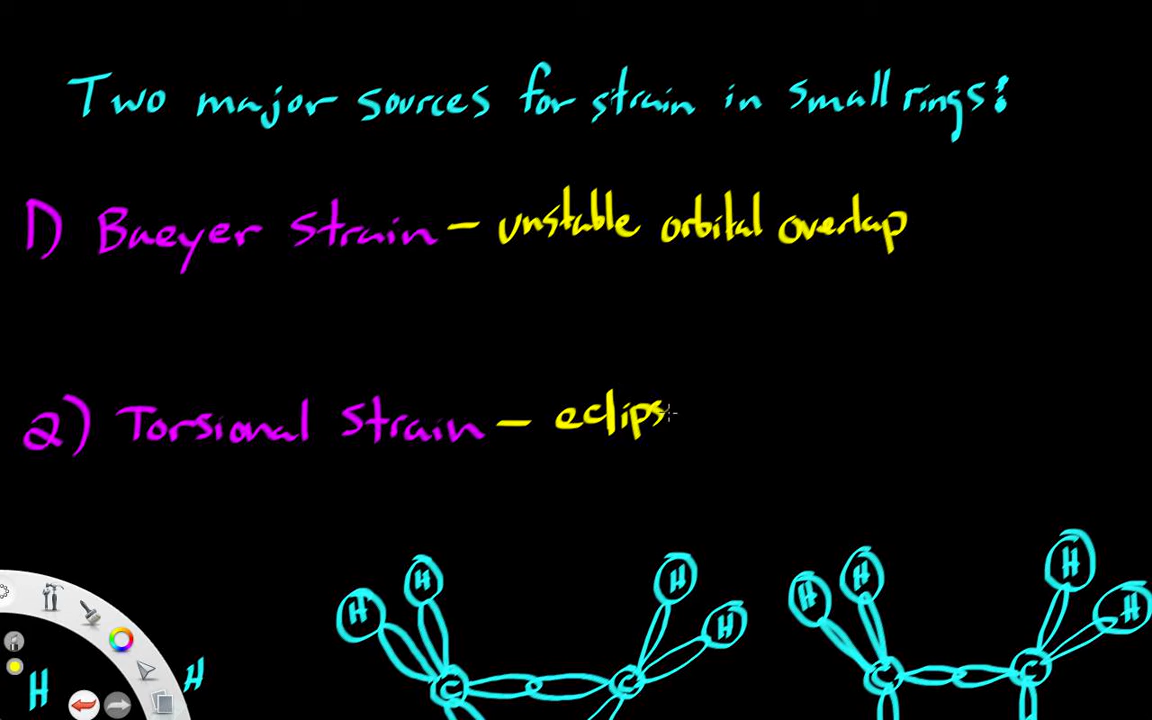 Two major sources for strain in small rings:
1) Baeyer Strain - unstable orbital overlap
2) Torsional Strain - eclips
H H H H
H H H H
C C C C
H H